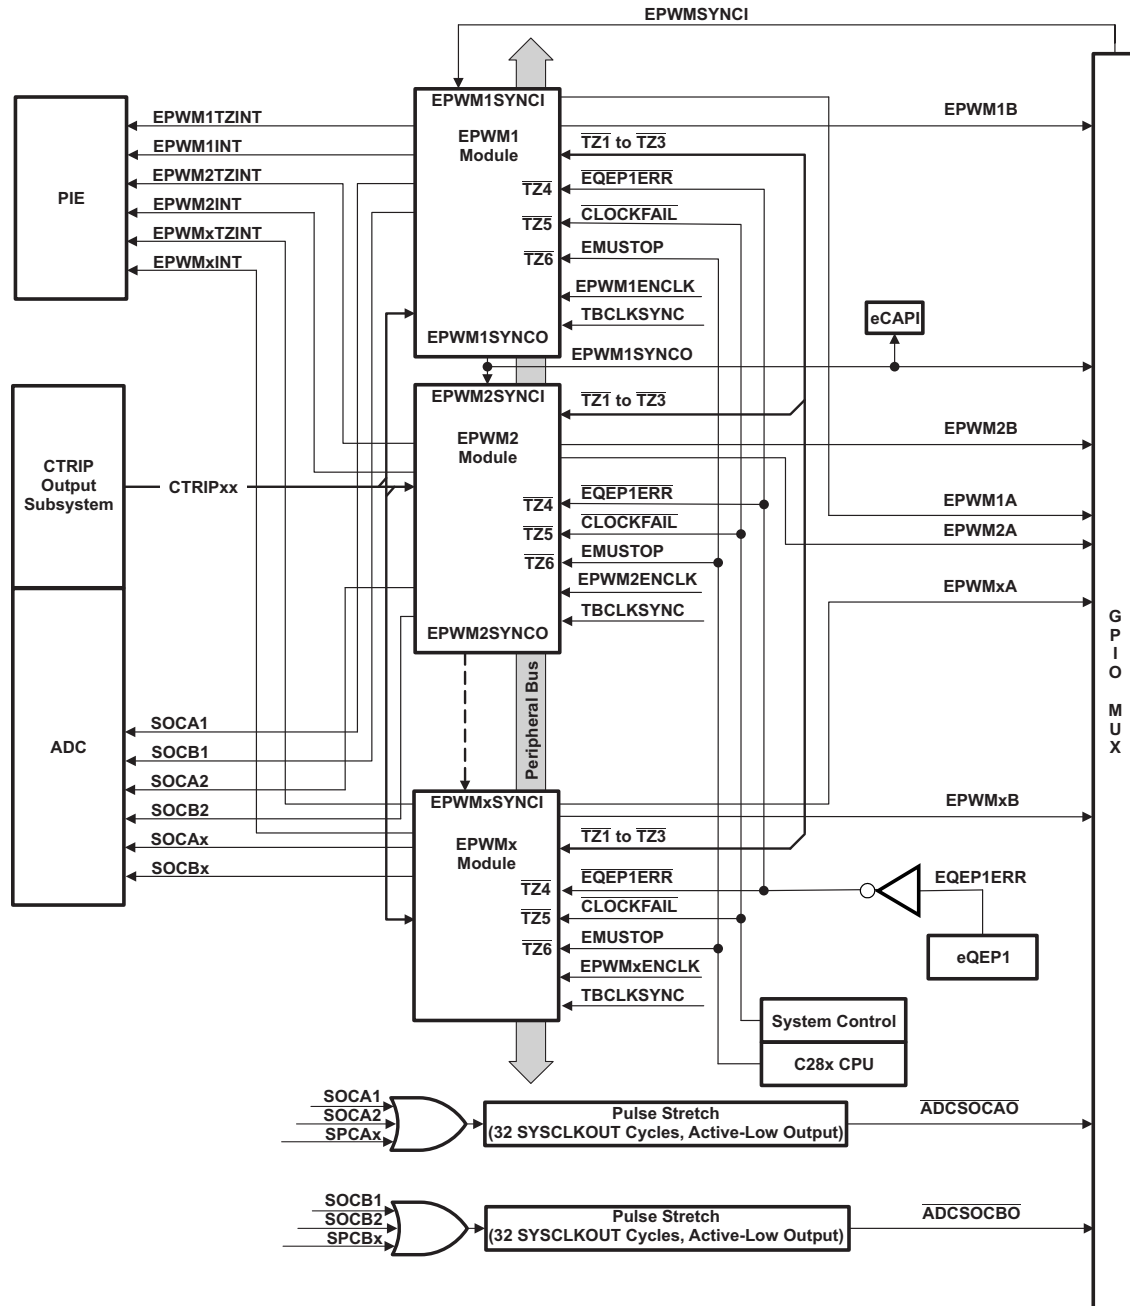 EPWMSYNCI
EPWM1SYNCI
EPWM1TZINT
EPWM1B
EPWM1
Module
TZ1 to TZ3
EPWM1INT
EPWM2TZINT
TZ4
EQEP1ERR
PIE
EPWM2INT
TZ5
CLOCKFAIL
EPWMxTZINT
TZ6
EMUSTOP
EPWMxINT
EPWM1ENCLK
TBCLKSYNC
eCAPI
EPWM1SYNCO
EPWM1SYNCO
EPWM2SYNCI
TZ1 to TZ3
EPWM2
Module
EPWM2B
CTRIP
Output
Subsystem
CTRIPxx
TZ4
EQEP1ERR
EPWM1A
TZ5
CLOCKFAIL
EPWM2A
TZ6
EMUSTOP
EPWM2ENCLK
EPWMxA
TBCLKSYNC
EPWM2SYNCO
GPIO MUX
Peripheral Bus
ADC
SOCA1
SOCB1
SOCA2
SOCB2
SOCAx
SOCBx
EPWMxSYNCI
EPWMxB
EPWMx
Module
TZ1 to TZ3
TZ4
EQEP1ERR
EQEP1ERR
TZ5
CLOCKFAIL
TZ6
EMUSTOP
eQEP1
EPWMxENCLK
TBCLKSYNC
System Control
C28x CPU
SOCA1
SOCA2
SPCAx
Pulse Stretch
(32 SYSCLKOUT Cycles, Active-Low Output)
ADCSOCAO
SOCB1
SOCB2
SPCBx
Pulse Stretch
(32 SYSCLKOUT Cycles, Active-Low Output)
ADCSOCBO